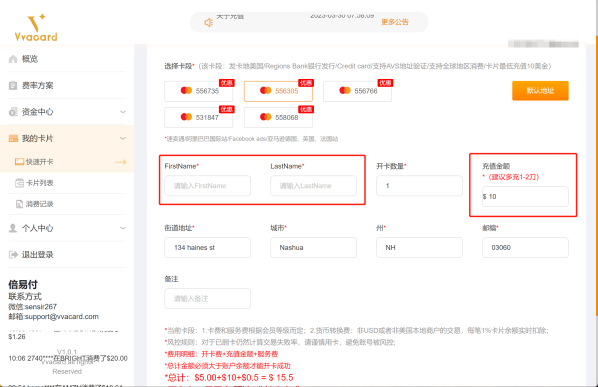 Vvacard
关于充值
2023-03-30 07:56:09
更多公告
概览
费率方案
资金中心
我的卡片
快速开卡
卡片列表
消费记录
个人中心
退出登录
倍易付
联系方式
微信:sensir267
邮箱:support@vvacard.com
$1.26
V1.0.1
10:06 2740****在BRIGHT消费了$20.00
Vvacard all rights
Reserved
选择卡段*（该卡段：发卡地美国/Regions Bank银行发行/Credit card/支持AVS地址验证/支持全球地区消费/卡片最低充值10美金）
556735 优惠
556305 优惠
556766 优惠
默认地址
531847 优惠
558068 优惠
*速卖通/阿里巴巴国际站/Facebook ads/亚马逊德国、英国、法国站
FirstName*
LastName*
开卡数量*
充值金额
*（建议多充1-2刀）
请输入FirstName
请输入LastName
1
$ 10
街道地址*
城市*
州*
邮编*
134 haines st
Nashua
NH
03060
备注
请输入备注
*当前卡段：1.卡费和服务费根据会员等级而定；2.货币转换费：非USD或者非美国本地商户的交易，每笔1%卡片余额实时扣除；
*风控规则：对于已删卡仍然计算交易失败率，请谨慎用卡、避免账号被风控;
*费用明细：开卡费+充值金额+服务费
*总计金额必须大于账户余额才能开卡成功
*总计：$5.00+$10+$0.5 = $ 15.5